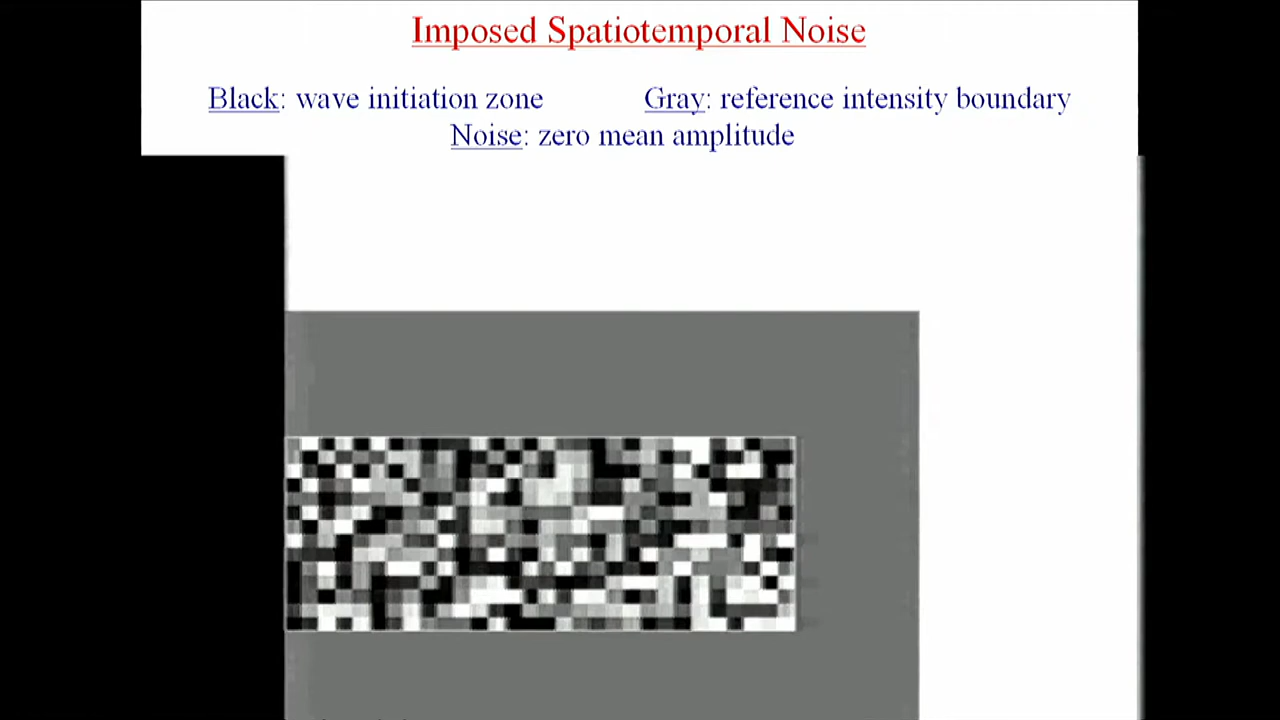 Imposed Spatiotemporal Noise
Black: wave initiation zone Gray: reference intensity boundary
Noise: zero mean amplitude